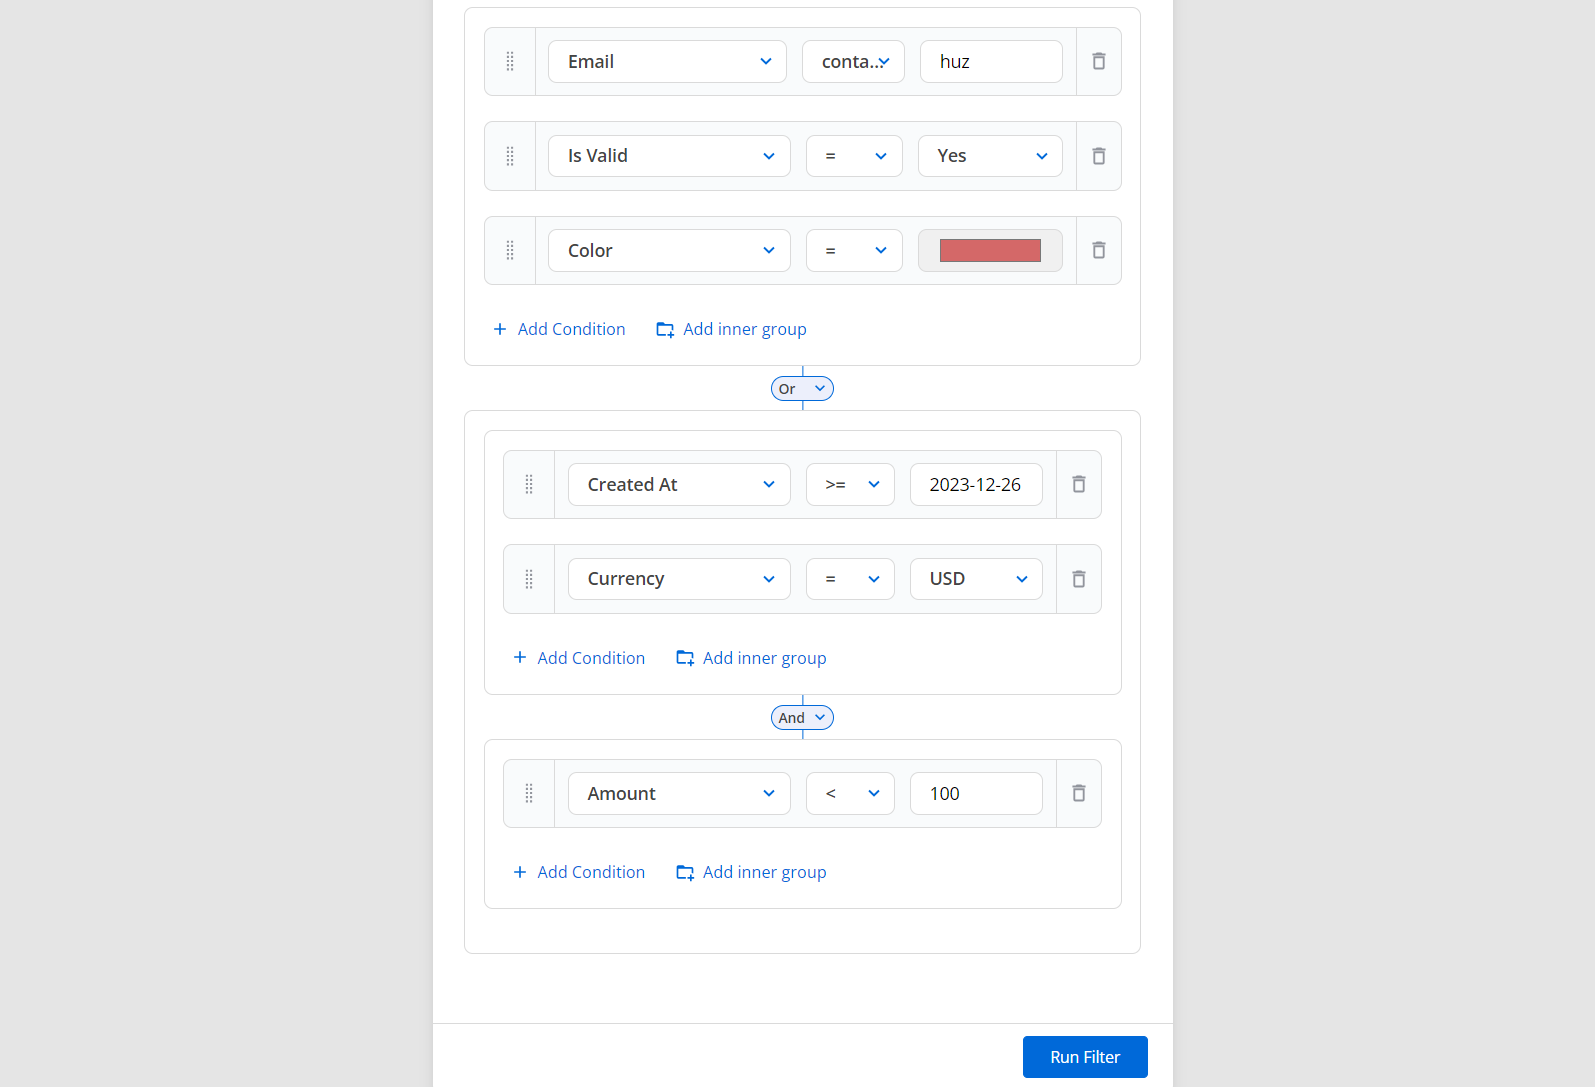 Email conta... huz
Is Valid = Yes
Color =
Add Condition Add inner group
Or
Created At >= 2023-12-26
Currency = USD
Add Condition Add inner group
And
Amount < 100
Add Condition Add inner group
Run Filter